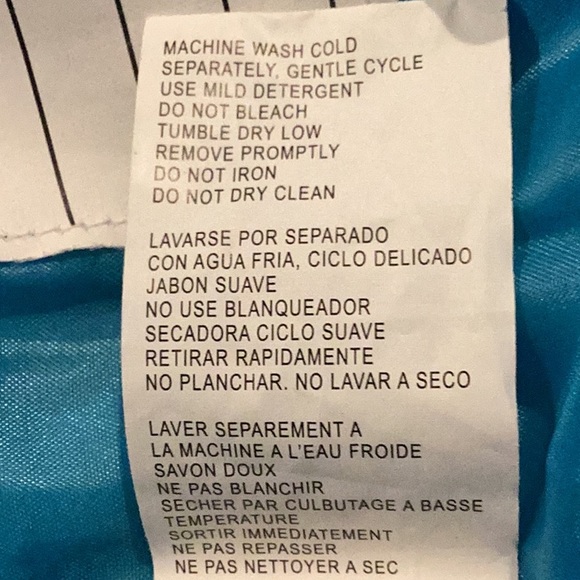 MACHINE WASH COLD
SEPARATELY, GENTLE CYCLE
USE MILD DETERGENT
DO NOT BLEACH
TUMBLE DRY LOW
REMOVE PROMPTLY
DO NOT IRON
DO NOT DRY CLEAN
LAVARSE POR SEPARADO
CON AGUA FRIA, CICLO DELICADO
JABON SUAVE
NO USE BLANQUEADOR
SECADORA CICLO SUAVE
RETIRAR RAPIDAMENTE
NO PLANCHAR. NO LAVAR A SECO
LAVER SEPAREMENT A
LA MACHINE A L'EAU FROIDE
SAVON DOUX
NE PAS BLANCHIR
SECHER PAR CULBUTAGE A BASSE
TEMPERATURE
SORTIR IMMEDIATEMENT
NE PAS REPASSER
NE PAS NETTOYER A SEC